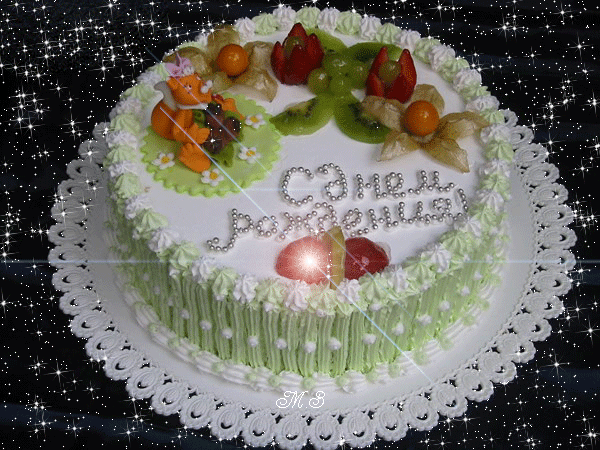 С днем
рождения
М З